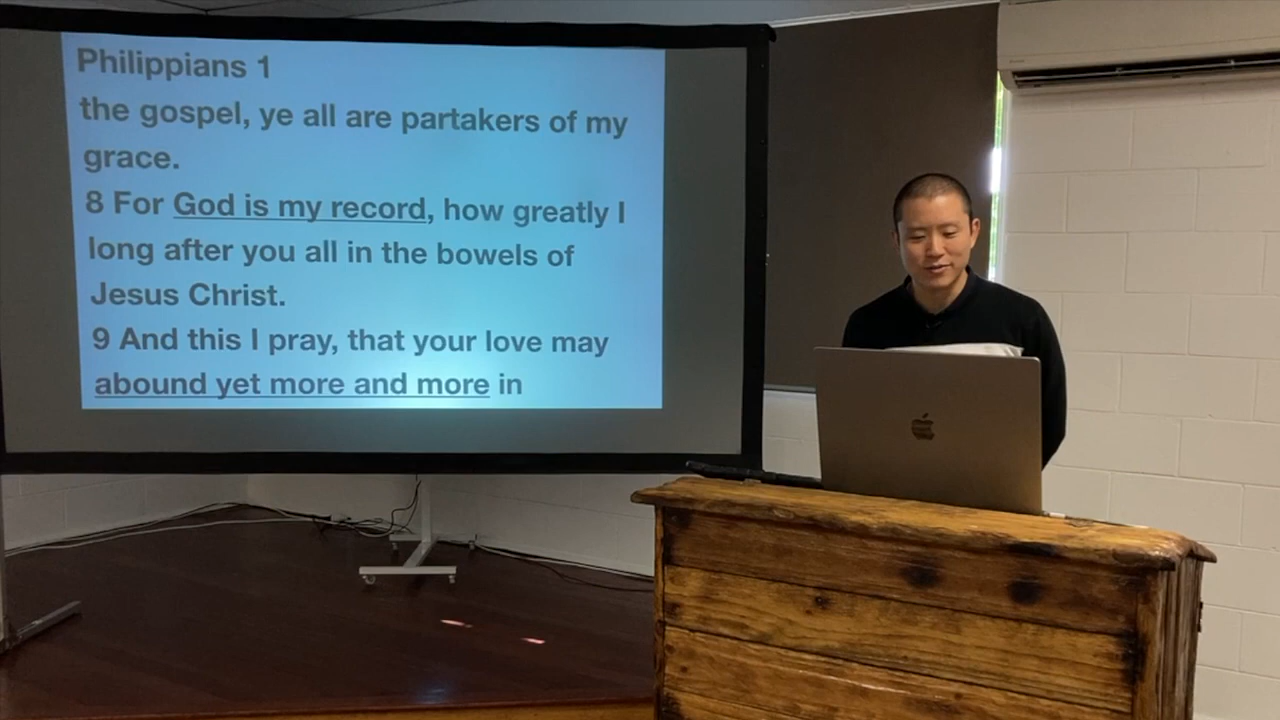 Philippians 1
the gospel, ye all are partakers of my
grace.
8 For God is my record, how greatly I
long after you all in the bowels of
Jesus Christ.
9 And this I pray, that your love may
abound yet more and more in